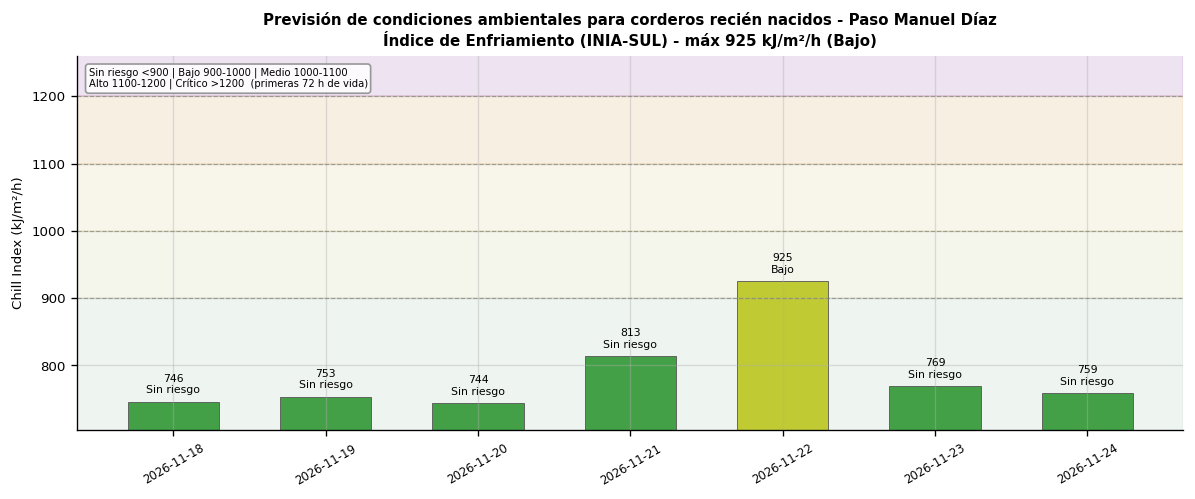 Previsión de condiciones ambientales para corderos recién nacidos - Paso Manuel Díaz
Índice de Enfriamiento (INIA-SUL) - máx 925 kJ/m²/h (Bajo)
Sin riesgo <900 | Bajo 900-1000 | Medio 1000-1100
Alto 1100-1200 | Crítico >1200  (primeras 72 h de vida)
Chill Index (kJ/m²/h)
1200
1100
1000
900
800
746
Sin riesgo
753
Sin riesgo
744
Sin riesgo
813
Sin riesgo
925
Bajo
769
Sin riesgo
759
Sin riesgo
2026-11-18
2026-11-19
2026-11-20
2026-11-21
2026-11-22
2026-11-23
2026-11-24